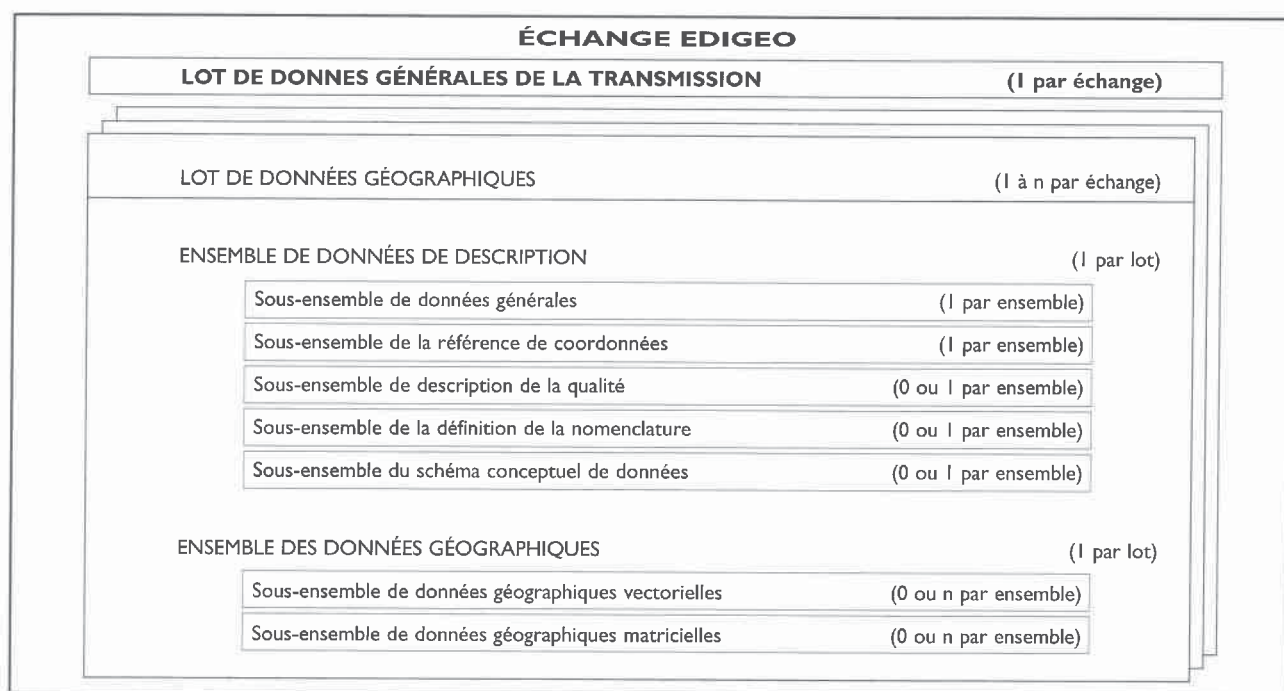 ÉCHANGE EDIGEO
LOT DE DONNES GÉNÉRALES DE LA TRANSMISSION (1 par échange)
LOT DE DONNÉES GÉOGRAPHIQUES (1 à n par échange)
ENSEMBLE DE DONNÉES DE DESCRIPTION (1 par lot)
Sous-ensemble de données générales (1 par ensemble)
Sous-ensemble de la référence de coordonnées (1 par ensemble)
Sous-ensemble de description de la qualité (0 ou 1 par ensemble)
Sous-ensemble de la définition de la nomenclature (0 ou 1 par ensemble)
Sous-ensemble du schéma conceptuel de données (0 ou 1 par ensemble)
ENSEMBLE DES DONNÉES GÉOGRAPHIQUES (1 par lot)
Sous-ensemble de données géographiques vectorielles (0 ou n par ensemble)
Sous-ensemble de données géographiques matricielles (0 ou n par ensemble)